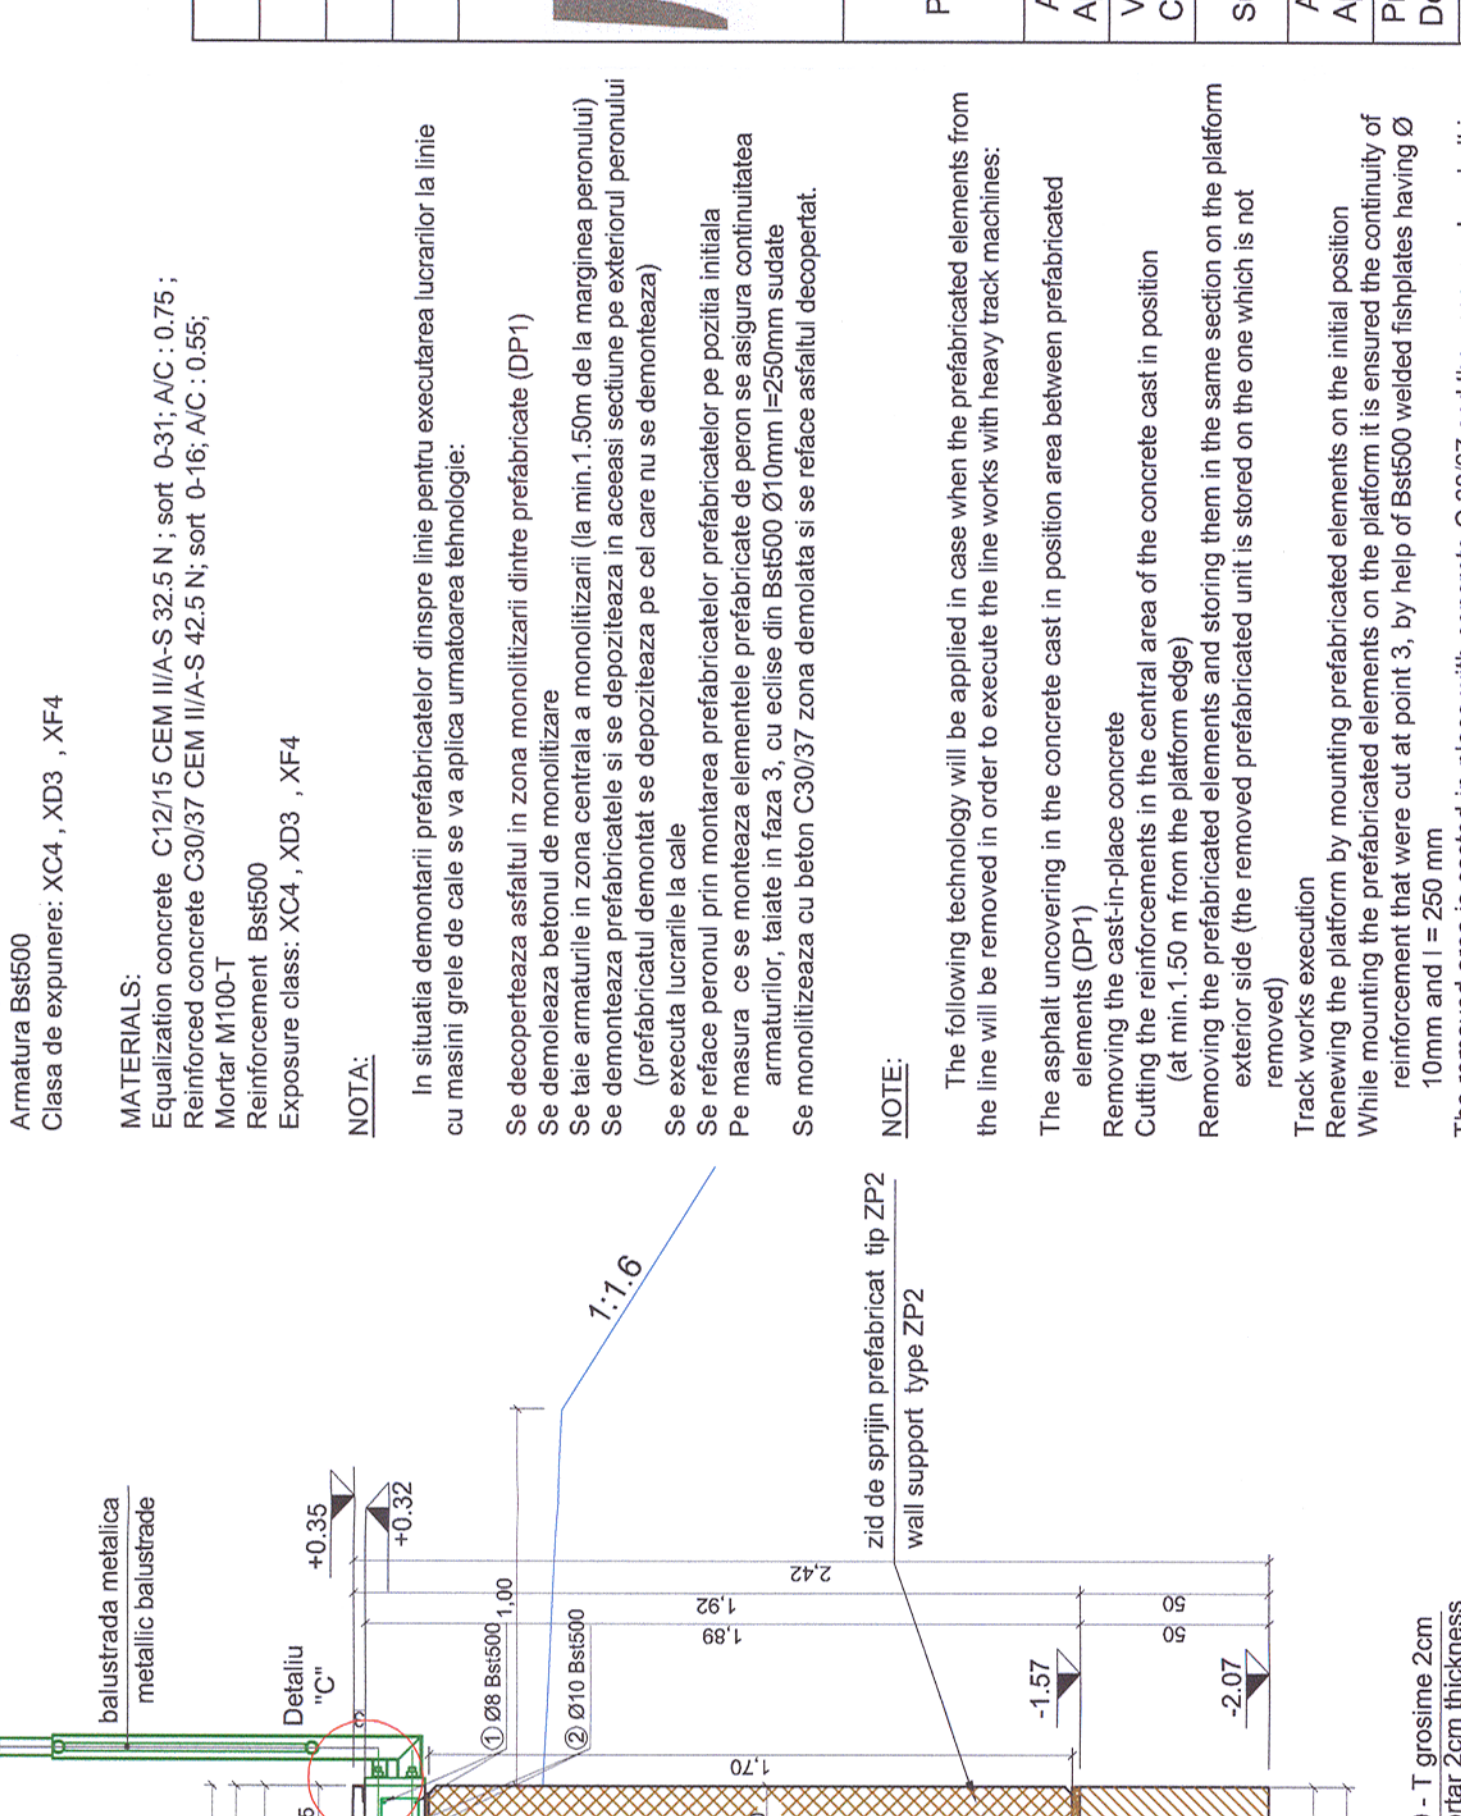 Armatura Bst500
Clasa de expunere: XC4 , XD3 , XF4
MATERIALS:
Equalization concrete C12/15 CEM II/A-S 32.5 N ; sort 0-31; A/C : 0.75 ;
Reinforced concrete C30/37 CEM II/A-S 42.5 N; sort 0-16; A/C : 0.55;
Mortar M100-T
Reinforcement Bst500
Exposure class: XC4 , XD3 , XF4
NOTA:
In situatia demontarii prefabricatelor dinspre linie pentru executarea lucrarilor la linie
cu masini grele de cale se va aplica urmatoarea tehnologie:
Se decoperteaza asfaltul in zona monolitizarii dintre prefabricate (DP1)
Se demoleaza betonul de monolitizare
Se taie armaturile in zona centrala a monolitizarii (la min.1.50m de la marginea peronului)
Se demonteaza prefabricatele si se depoziteaza in aceeasi sectiune pe exteriorul peronului
(prefabricatul demontat se depoziteaza pe cel care nu se demonteaza)
Se executa lucrarile la cale
Se reface peronul prin montarea prefabricatelor prefabricatelor pe pozitia initiala
Pe masura ce se monteaza elementele prefabricate de peron se asigura continuitatea
armaturilor, taiate in faza 3, cu eclise din Bst500 Ø10mm l=250mm sudate
Se monolitizeaza cu beton C30/37 zona demolata si se reface asfaltul decopertat.
NOTE:
The following technology will be applied in case when the prefabricated elements from
the line will be removed in order to execute the line works with heavy track machines:
The asphalt uncovering in the concrete cast in position area between prefabricated
elements (DP1)
Removing the cast-in-place concrete
Cutting the reinforcements in the central area of the concrete cast in position
(at min.1.50 m from the platform edge)
Removing the prefabricated elements and storing them in the same section on the platform
exterior side (the removed prefabricated unit is stored on the one which is not
removed)
Track works execution
Renewing the platform by mounting prefabricated elements on the initial position
While mounting the prefabricated elements on the platform it is ensured the continuity of
reinforcement that were cut at point 3, by help of Bst500 welded fishplates having Ø
10mm and l = 250 mm
balustrada metalica
metallic balustrade
Detaliu
"C"
+0.35
+0.32
1 Ø8 Bst500
1,00
2 Ø10 Bst500
1:1.6
2,42
1,92
50
1,89
50
1,70
zid de sprijin prefabricat tip ZP2
wall support type ZP2
-1.57
-2.07
- T grosime 2cm
2cm thickness